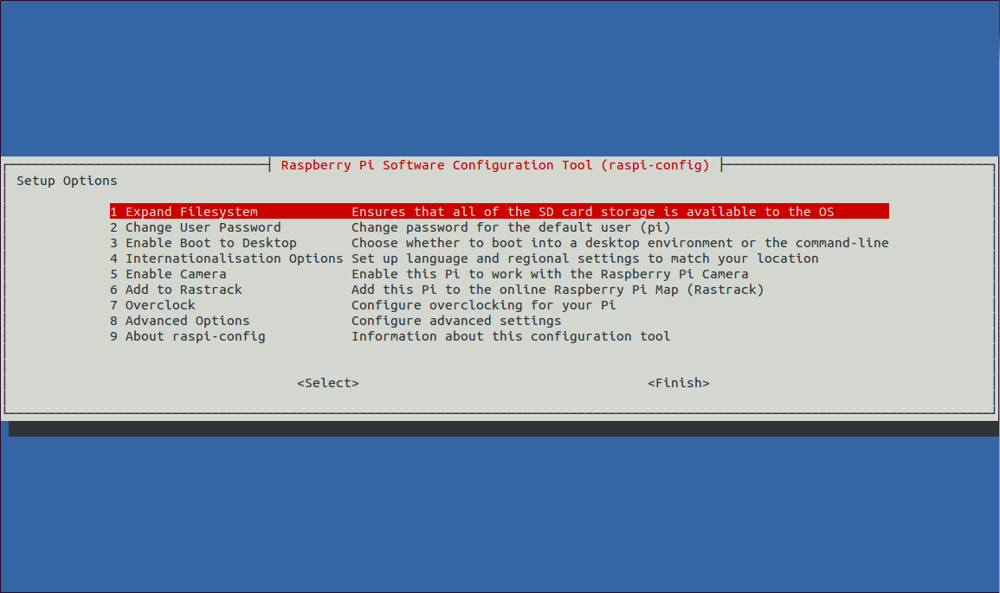 Raspberry Pi Software Configuration Tool (raspi-config)
Setup Options
1 Expand Filesystem Ensures that all of the SD card storage is available to the OS
2 Change User Password Change password for the default user (pi)
3 Enable Boot to Desktop Choose whether to boot into a desktop environment or the command-line
4 Internationalisation Options Set up language and regional settings to match your location
5 Enable Camera Enable this Pi to work with the Raspberry Pi Camera
6 Add to Rastrack Add this Pi to the online Raspberry Pi Map (Rastrack)
7 Overclock Configure overclocking for your Pi
8 Advanced Options Configure advanced settings
9 About raspi-config Information about this configuration tool
<Select> <Finish>